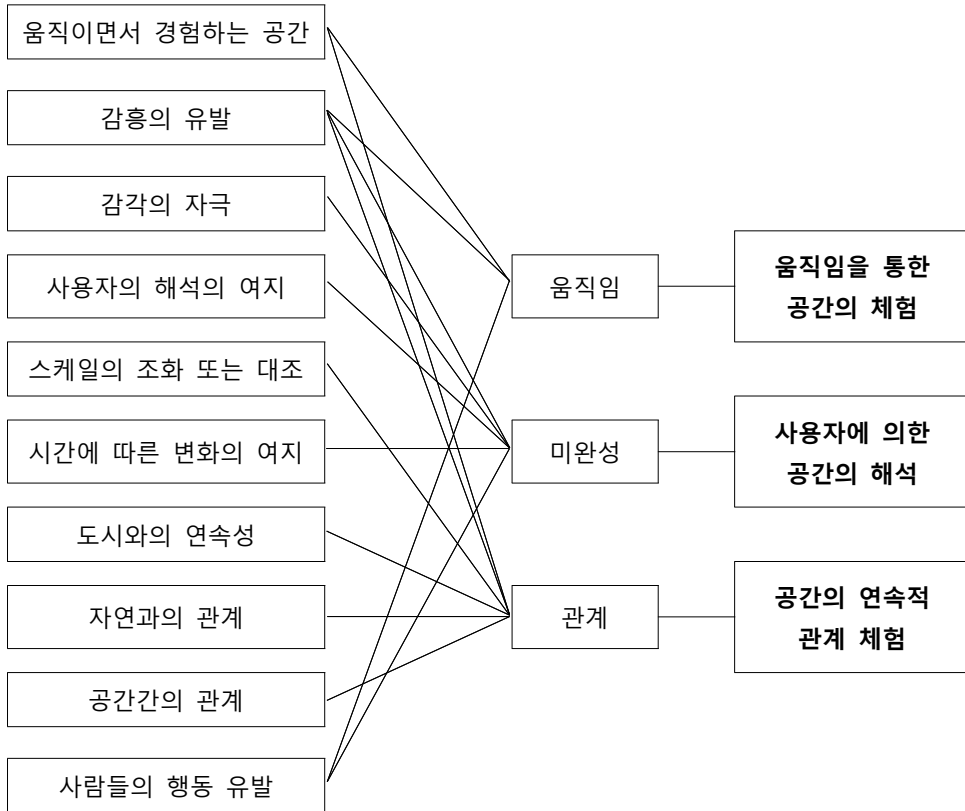 움직이면서 경험하는 공간
감흥의 유발
감각의 자극
사용자의 해석의 여지
스케일의 조화 또는 대조
시간에 따른 변화의 여지
도시와의 연속성
자연과의 관계
공간간의 관계
사람들의 행동 유발
움직임
미완성
관계
움직임을 통한
공간의 체험
사용자에 의한
공간의 해석
공간의 연속적
관계 체험